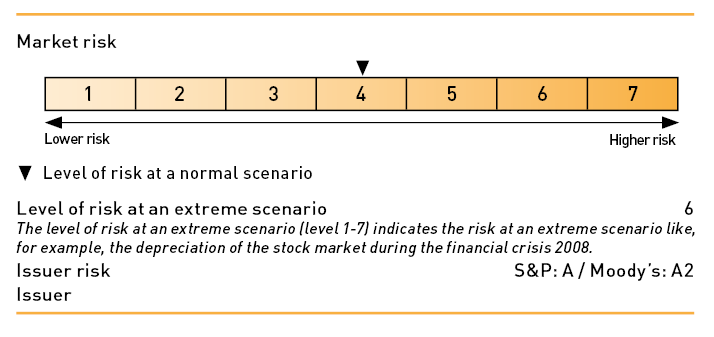 Market risk
1 2 3 4 5 6 7
Lower risk Higher risk
Level of risk at a normal scenario
Level of risk at an extreme scenario 6
The level of risk at an extreme scenario (level 1-7) indicates the risk at an extreme scenario like,
for example, the depreciation of the stock market during the financial crisis 2008.
Issuer risk S&P: A / Moody's: A2
Issuer